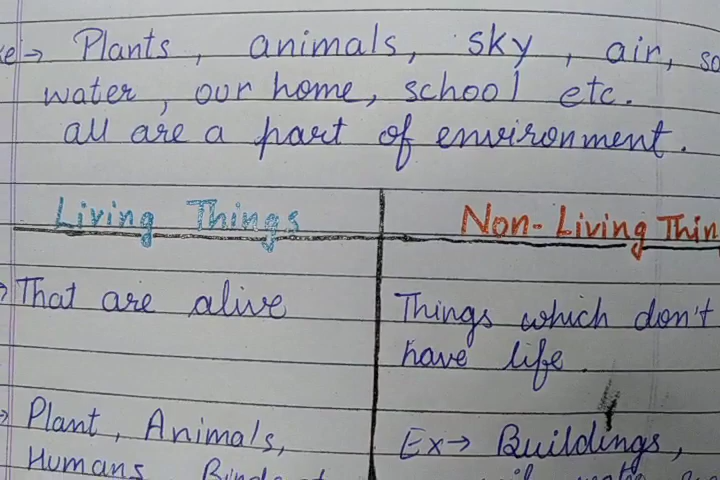 → Plants, animals, sky, air,
water, our home, school etc.
all are a part of environment.
Living Things
Non-Living Thin
That are alive
Things which don't
have life.
→ Plant, Animals,
Humans
Ex→ Buildings,